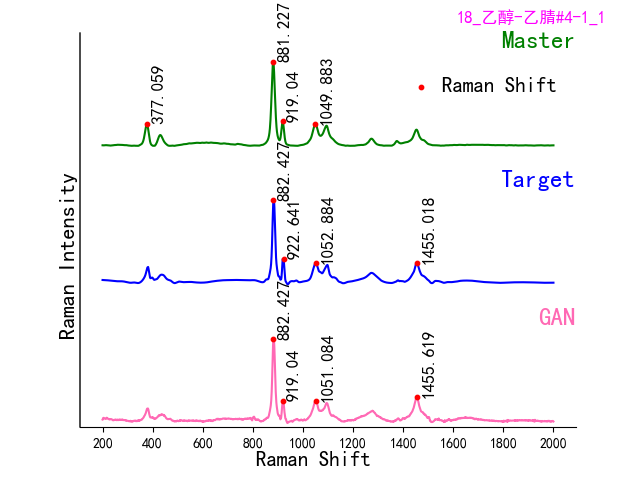 18_乙醇-乙腈#4-1_1
Master
Raman Shift
377.059
881.227
919.04
1049.883
Target
882.427
922.641
1052.884
1455.018
GAN
882.427
919.04
1051.084
1455.619
Raman Intensity
200 400 600 800 1000 1200 1400 1600 1800 2000
Raman Shift